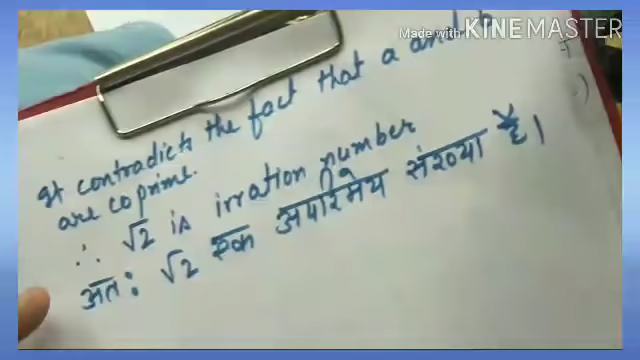 Made with KINEMASTER
It contradicts the fact that a and b
are coprime.
∴ √2 is irration number
अतः √2 एक अपरिमेय संख्या है।